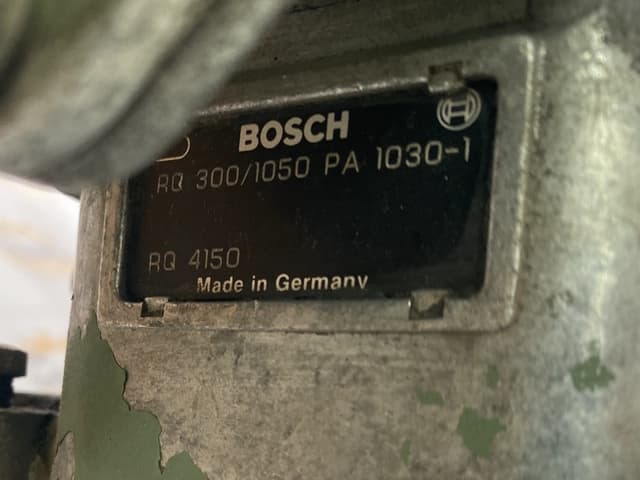 BOSCH
RQ 300/1050 PA 1030-1
RQ 4150
Made in Germany